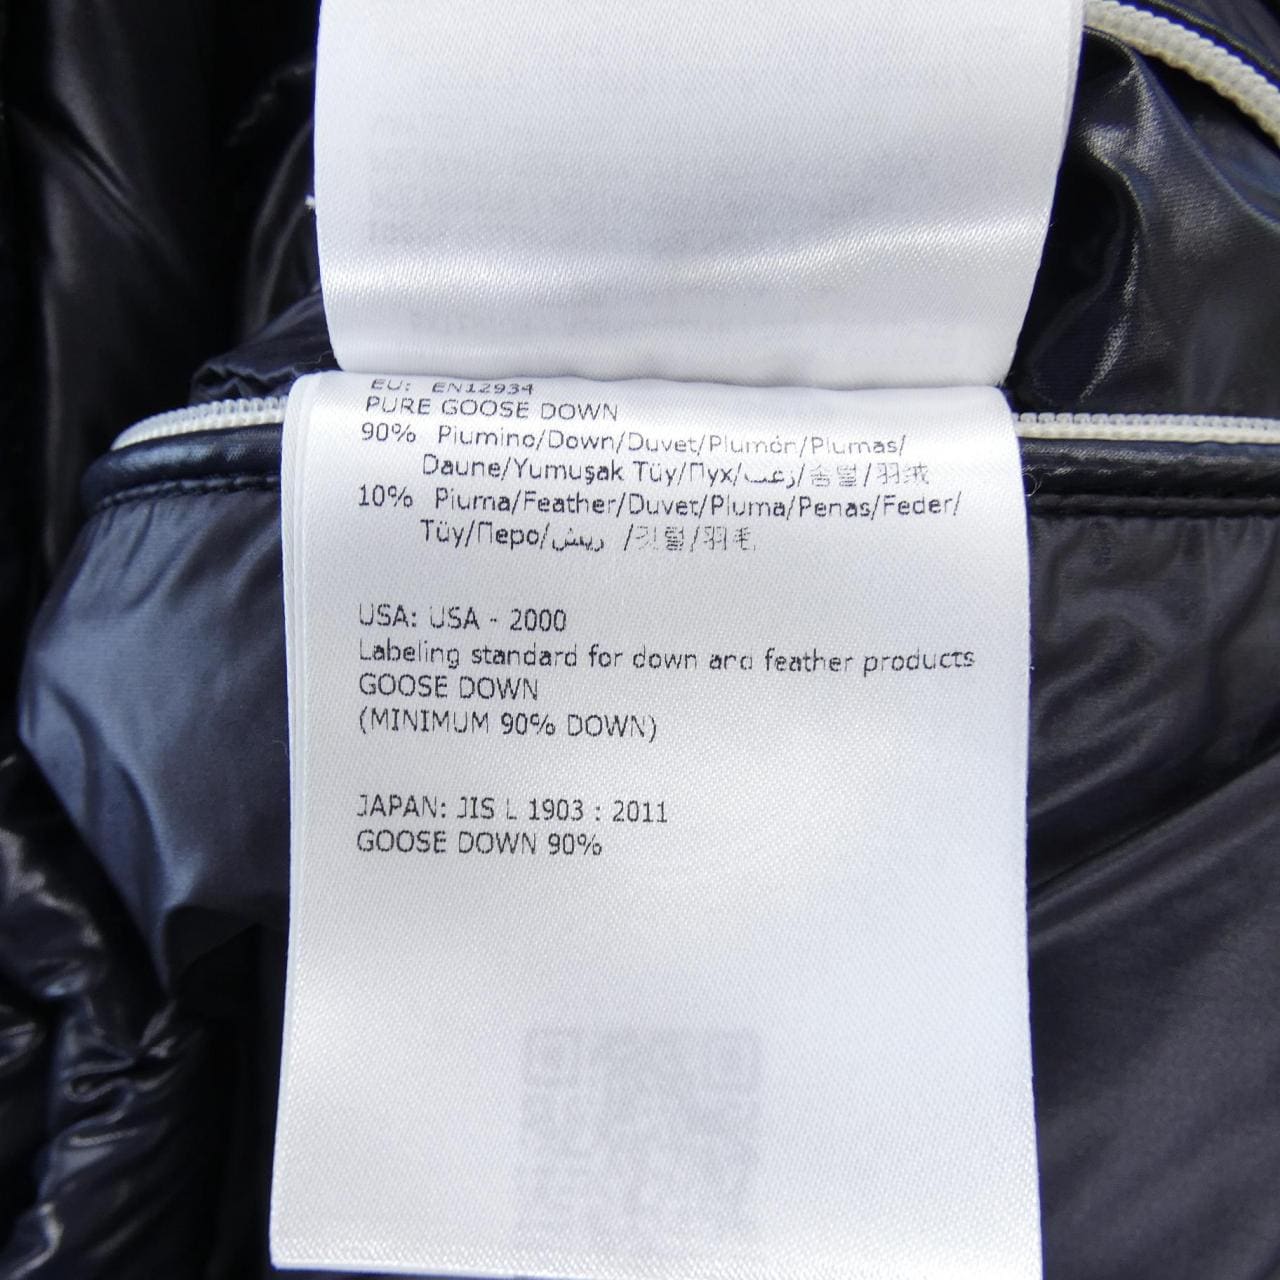 EU: EN12934
PURE GOOSE DOWN
90% Piumino/Down/Duvet/Plumón/Plumas/
Daune/Yumuşak Tüy/Пух/زغب/솜털/羽绒
10% Piuma/Feather/Duvet/Pluma/Penas/Feder/
Tüy/Перо/ريش /깃털/羽毛
USA: USA - 2000
Labeling standard for down and feather products
GOOSE DOWN
(MINIMUM 90% DOWN)
JAPAN: JIS L 1903 : 2011
GOOSE DOWN 90%